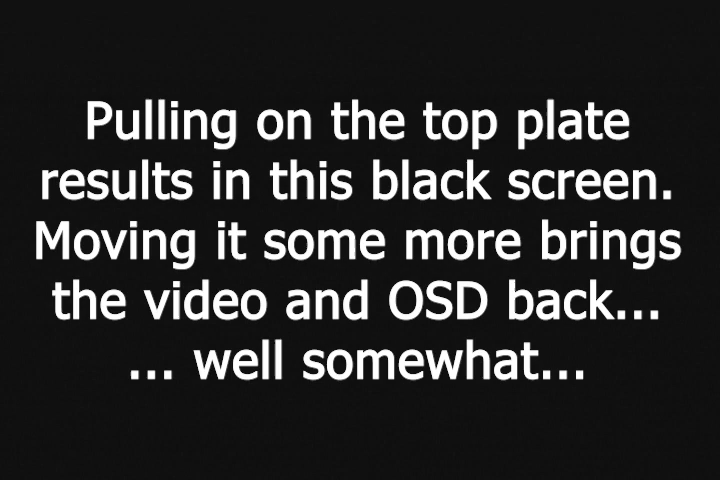 Pulling on the top plate
results in this black screen.
Moving it some more brings
the video and OSD back...
... well somewhat...